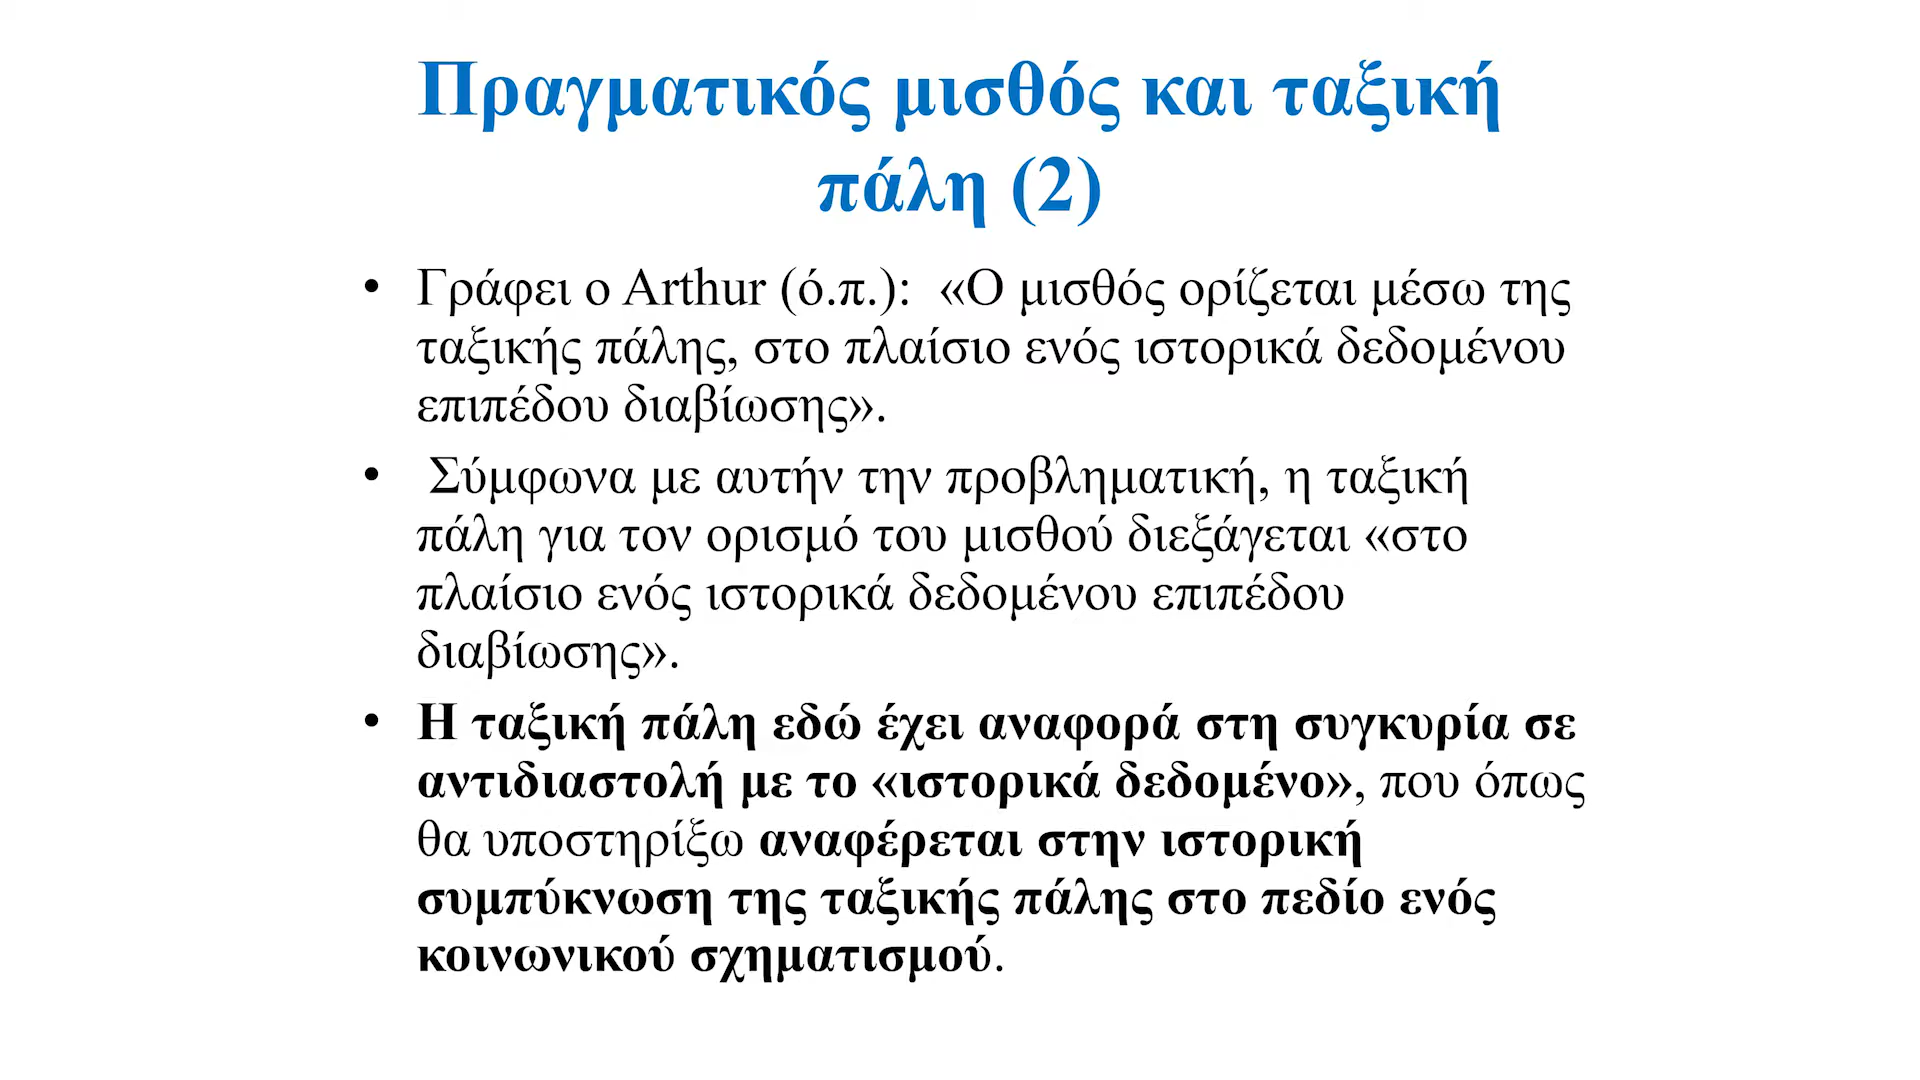 Πραγματικός μισθός και ταξική
πάλη (2)
• Γράφει ο Arthur (ό.π.): «Ο μισθός ορίζεται μέσω της
ταξικής πάλης, στο πλαίσιο ενός ιστορικά δεδομένου
επιπέδου διαβίωσης».
• Σύμφωνα με αυτήν την προβληματική, η ταξική
πάλη για τον ορισμό του μισθού διεξάγεται «στο
πλαίσιο ενός ιστορικά δεδομένου επιπέδου
διαβίωσης».
• Η ταξική πάλη εδώ έχει αναφορά στη συγκυρία σε
αντιδιαστολή με το «ιστορικά δεδομένο», που όπως
θα υποστηρίξω αναφέρεται στην ιστορική
συμπύκνωση της ταξικής πάλης στο πεδίο ενός
κοινωνικού σχηματισμού.